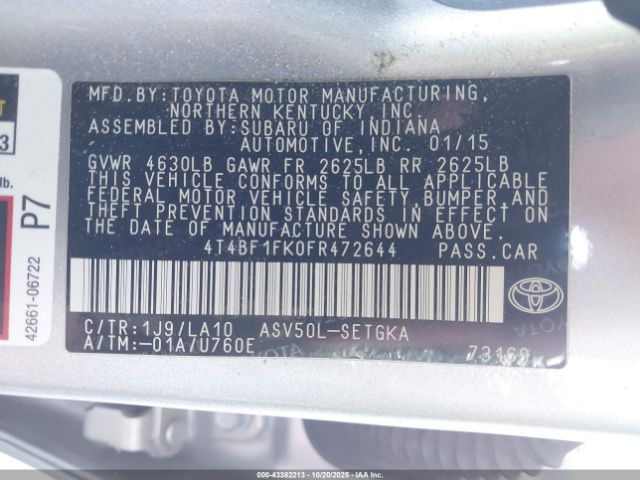 MFD.BY:TOYOTA MOTOR MANUFACTURING,
NORTHERN KENTUCKY INC.
ASSEMBLED BY:SUBARU OF INDIANA
AUTOMOTIVE,INC. 01/15
GVWR 4630LB GAWR FR 2625LB RR 2625LB
THIS VEHICLE CONFORMS TO ALL APPLICABLE
FEDERAL MOTOR VEHICLE SAFETY,BUMPER,AND
THEFT PREVENTION STANDARDS IN EFFECT ON
THE DATE OF MANUFACTURE SHOWN ABOVE.
4T4BF1FK0FR472644 PASS.CAR
C/TR:1J9/LA10 ASV50L-SETGKA
A/TM:-01A/U760E 73169
TOYOTA
3
lb.
P7
42661-06722
000-43382213 - 10/20/2025 -